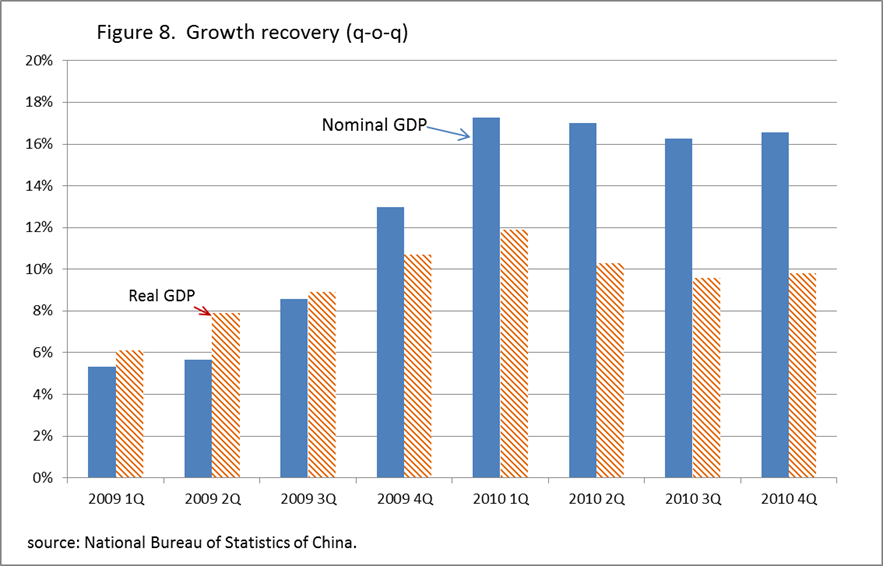 Figure 8.  Growth recovery (q-o-q)
20%
18%
16%
14%
12%
10%
8%
6%
4%
2%
0%
Nominal GDP
Real GDP
2009 1Q 2009 2Q 2009 3Q 2009 4Q 2010 1Q 2010 2Q 2010 3Q 2010 4Q
source: National Bureau of Statistics of China.